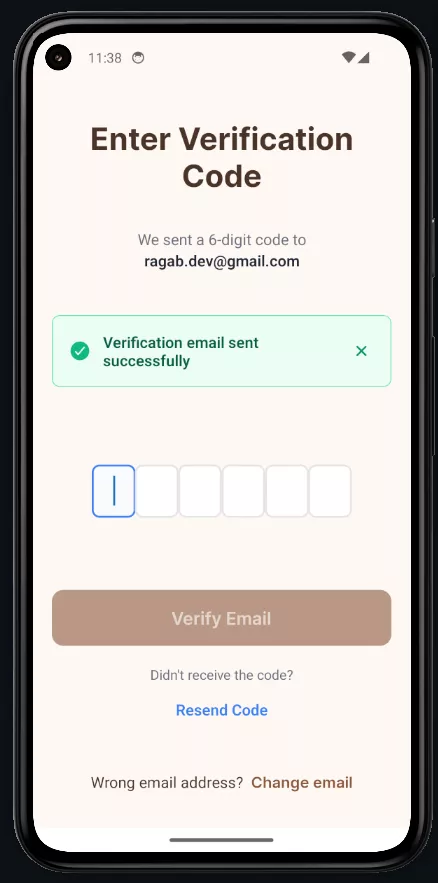 11:38
Enter Verification
Code
We sent a 6-digit code to
ragab.dev@gmail.com
Verification email sent
successfully
Verify Email
Didn't receive the code?
Resend Code
Wrong email address? Change email